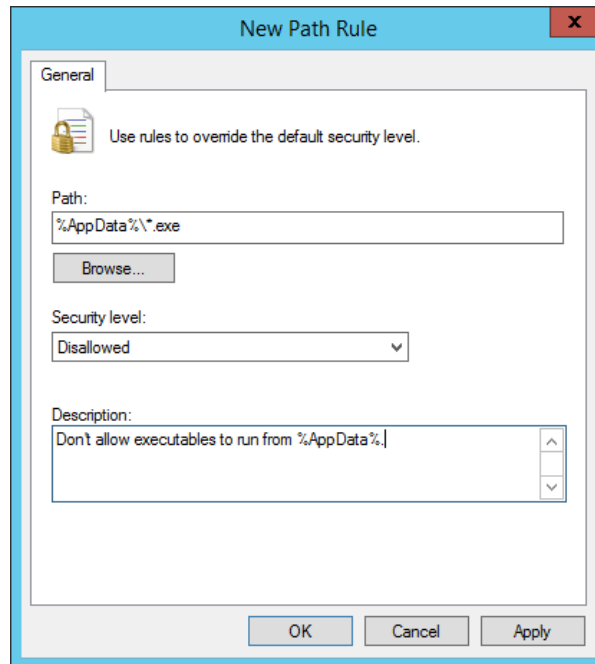 New Path Rule
x
General
Use rules to override the default security level.
Path:
%AppData%\*.exe
Browse...
Security level:
Disallowed
Description:
Don't allow executables to run from %AppData%.
OK Cancel Apply